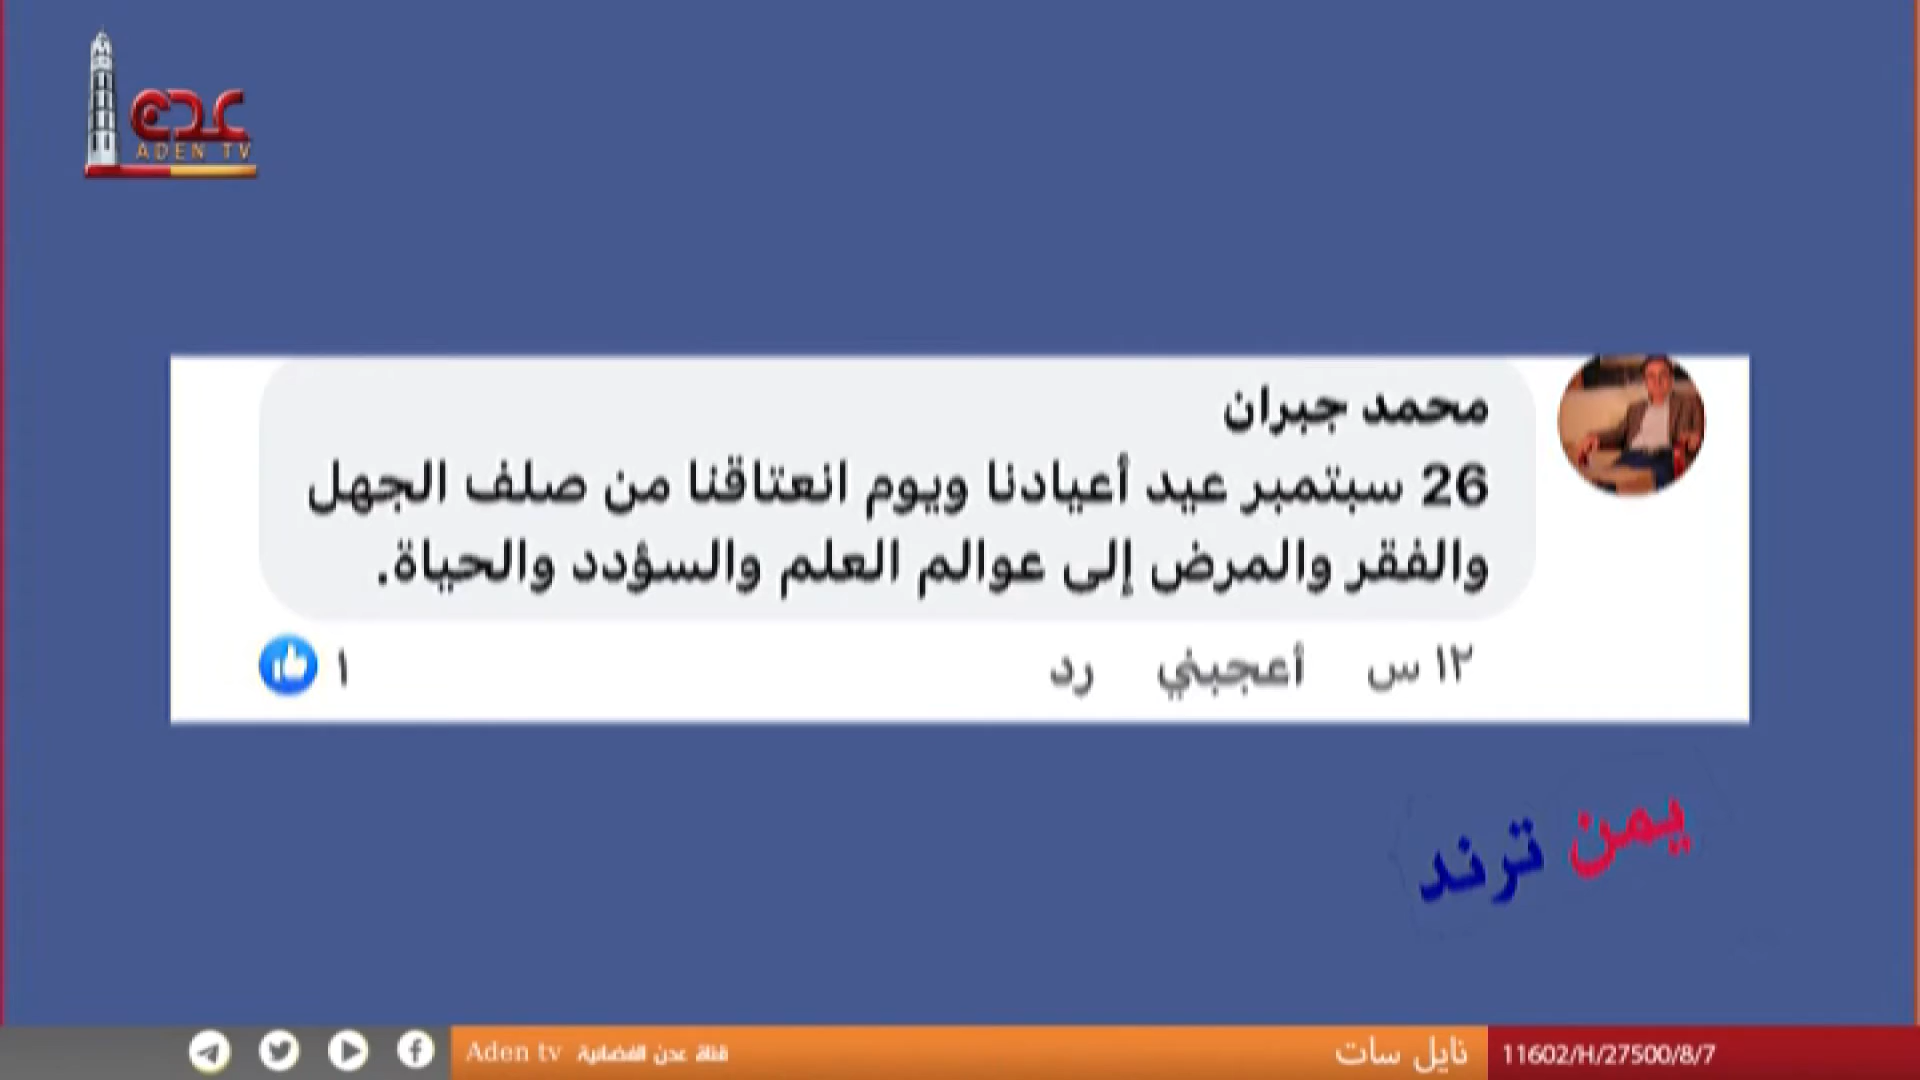 عدن
ADEN TV
محمد جبران
26 سبتمبر عيد أعيادنا ويوم انعتاقنا من صلف الجهل
والفقر والمرض إلى عوالم العلم والسؤدد والحياة.
١٢ س أعجبني رد
١
يمن ترند
Aden tv قناة عدن الفضائية
نايل سات
11602/H/27500/8/7